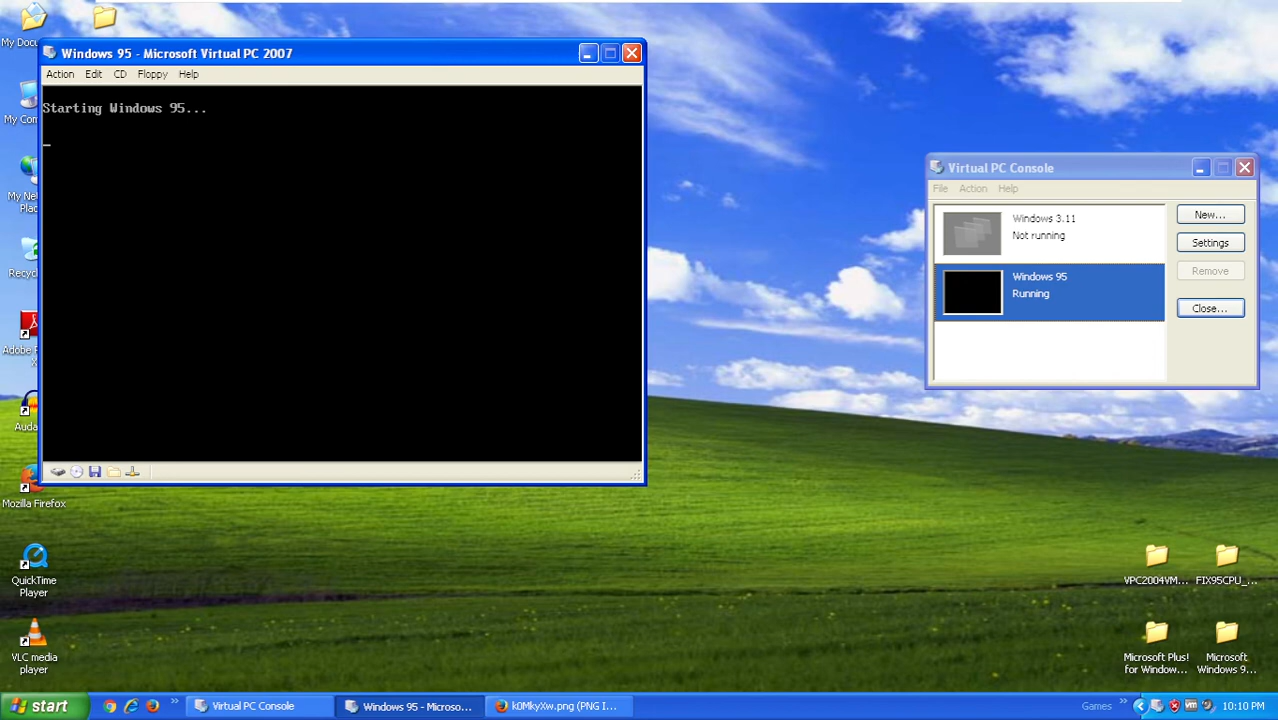 Windows 95 - Microsoft Virtual PC 2007
Action Edit CD Floppy Help
Starting Windows 95...
Virtual PC Console
File Action Help
Windows 3.11
Not running
Windows 95
Running
New...
Settings
Remove
Close...
My Docu
My Com
My Ne
Plac
Recyc
Adobe
X
Auda
Mozilla Firefox
QuickTime
Player
VLC media
player
VPC2004VM...
FIX95CPU_...
Microsoft Plus!
for Window...
Microsoft
Windows 9...
start
Virtual PC Console
Windows 95 - Microso...
k0MkyXw.png (PNG I...
Games
10:10 PM